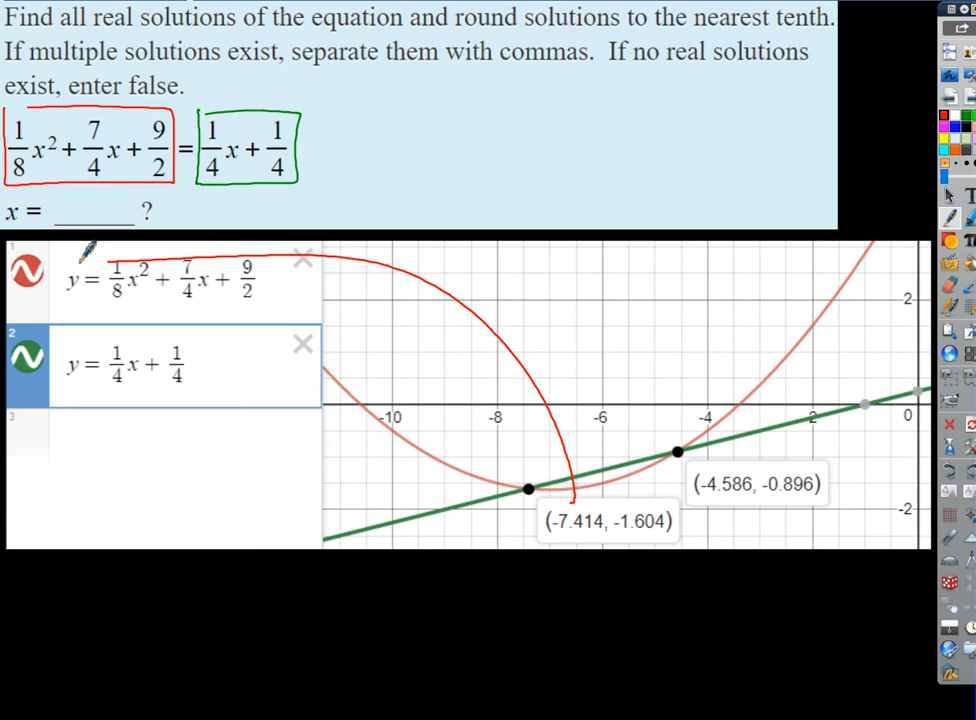 Find all real solutions of the equation and round solutions to the nearest tenth.
If multiple solutions exist, separate them with commas. If no real solutions
exist, enter false.
1/8 x² + 7/4 x + 9/2 = 1/4 x + 1/4
x = ______ ?
1
y = 1/8 x² + 7/4 x + 9/2
2
y = 1/4 x + 1/4
3
2
-10 -8 -6 -4 -2 0
(-4.586, -0.896)
-2
(-7.414, -1.604)